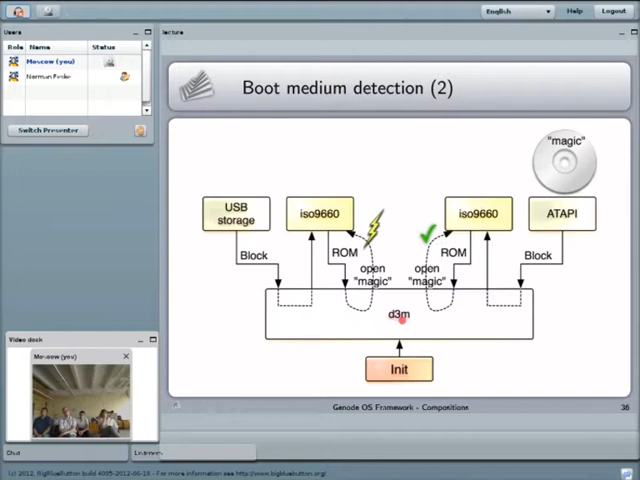 English
Help
Logout
Users
Role Name Status
Moscow (you)
Norman Feske
Switch Presenter
lecture
Boot medium detection (2)
"magic"
USB storage
iso9660
iso9660
ATAPI
Block
ROM
open "magic"
open "magic"
ROM
Block
d3m
Init
Genode OS Framework - Compositions
36
Video dock
Moscow (you)
Chat
Listeners
(c) 2012, BigBlueButton build 4095-2012-06-19 - For more information see http://www.bigbluebutton.org/